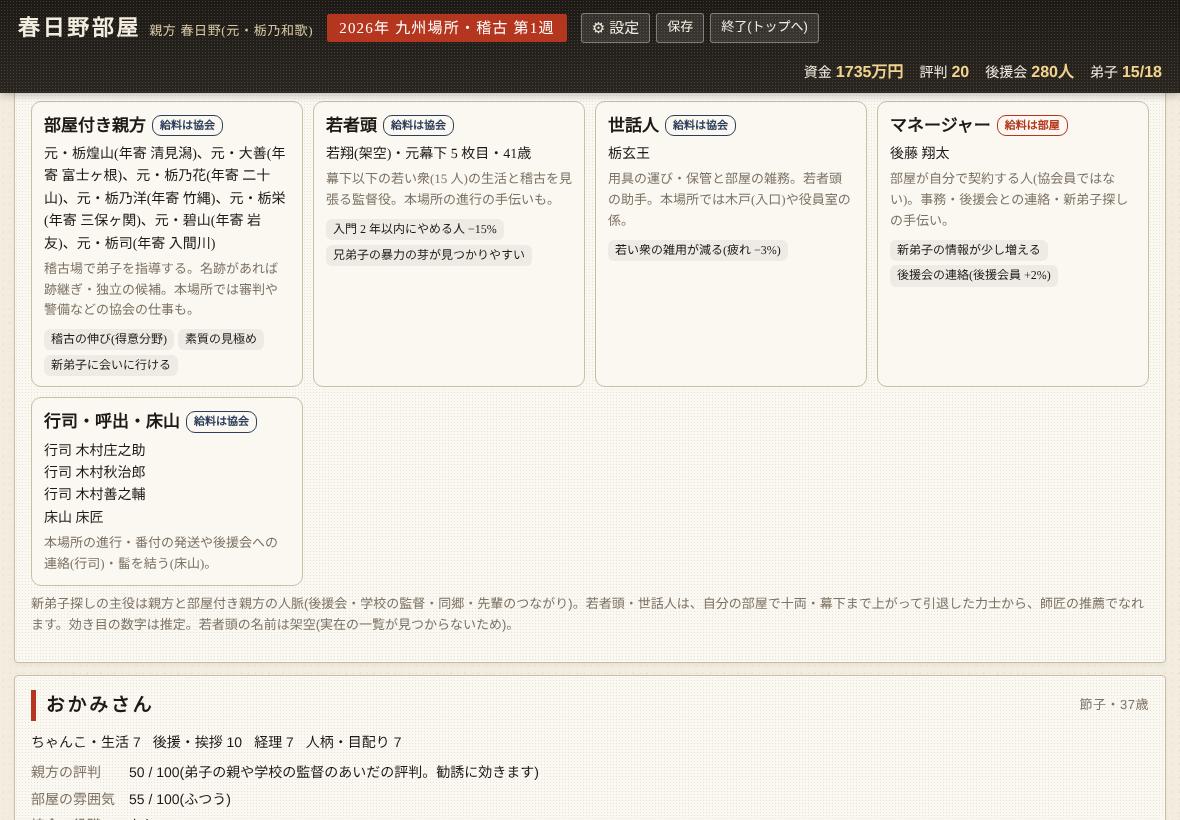 春日野部屋 親方 春日野(元・栃乃和歌) 2026年 九州場所・稽古 第1週 ⚙ 設定 保存 終了(トップへ)
資金 1735万円 評判 20 後援会 280人 弟子 15/18
部屋付き親方 給料は協会
元・栃煌山(年寄 清見潟)、元・大善(年
寄 富士ヶ根)、元・栃乃花(年寄 二十
山)、元・栃乃洋(年寄 竹縄)、元・栃栄
(年寄 三保ヶ関)、元・碧山(年寄 岩
友)、元・栃司(年寄 入間川)
稽古場で弟子を指導する。名跡があれば
跡継ぎ・独立の候補。本場所では審判や
警備などの協会の仕事も。
稽古の伸び(得意分野) 素質の見極め
新弟子に会いに行ける
若者頭 給料は協会
若翔(架空)・元幕下 5 枚目・41歳
幕下以下の若い衆(15 人)の生活と稽古を見
張る監督役。本場所の進行の手伝いも。
入門 2 年以内にやめる人 −15%
兄弟子の暴力の芽が見つかりやすい
世話人 給料は協会
栃玄王
用具の運び・保管と部屋の雑務。若者頭
の助手。本場所では木戸(入口)や役員室の
係。
若い衆の雑用が減る(疲れ −3%)
マネージャー 給料は部屋
後藤 翔太
部屋が自分で契約する人(協会員ではな
い)。事務・後援会との連絡・新弟子探し
の手伝い。
新弟子の情報が少し増える
後援会の連絡(後援会員 +2%)
行司・呼出・床山 給料は協会
行司 木村庄之助
行司 木村秋治郎
行司 木村善之輔
床山 床匠
本場所の進行・番付の発送や後援会への
連絡(行司)・髷を結う(床山)。
新弟子探しの主役は親方と部屋付き親方の人脈(後援会・学校の監督・同郷・先輩のつながり)。若者頭・世話人は、自分の部屋で十両・幕下まで上がって引退した力士から、師匠の推薦でなれ
ます。効き目の数字は推定。若者頭の名前は架空(実在の一覧が見つからないため)。
おかみさん 節子・37歳
ちゃんこ・生活 7 後援・挨拶 10 経理 7 人柄・目配り 7
親方の評判 50 / 100(弟子の親や学校の監督のあいだの評判。勧誘に効きます)
部屋の雰囲気 55 / 100(ふつう)